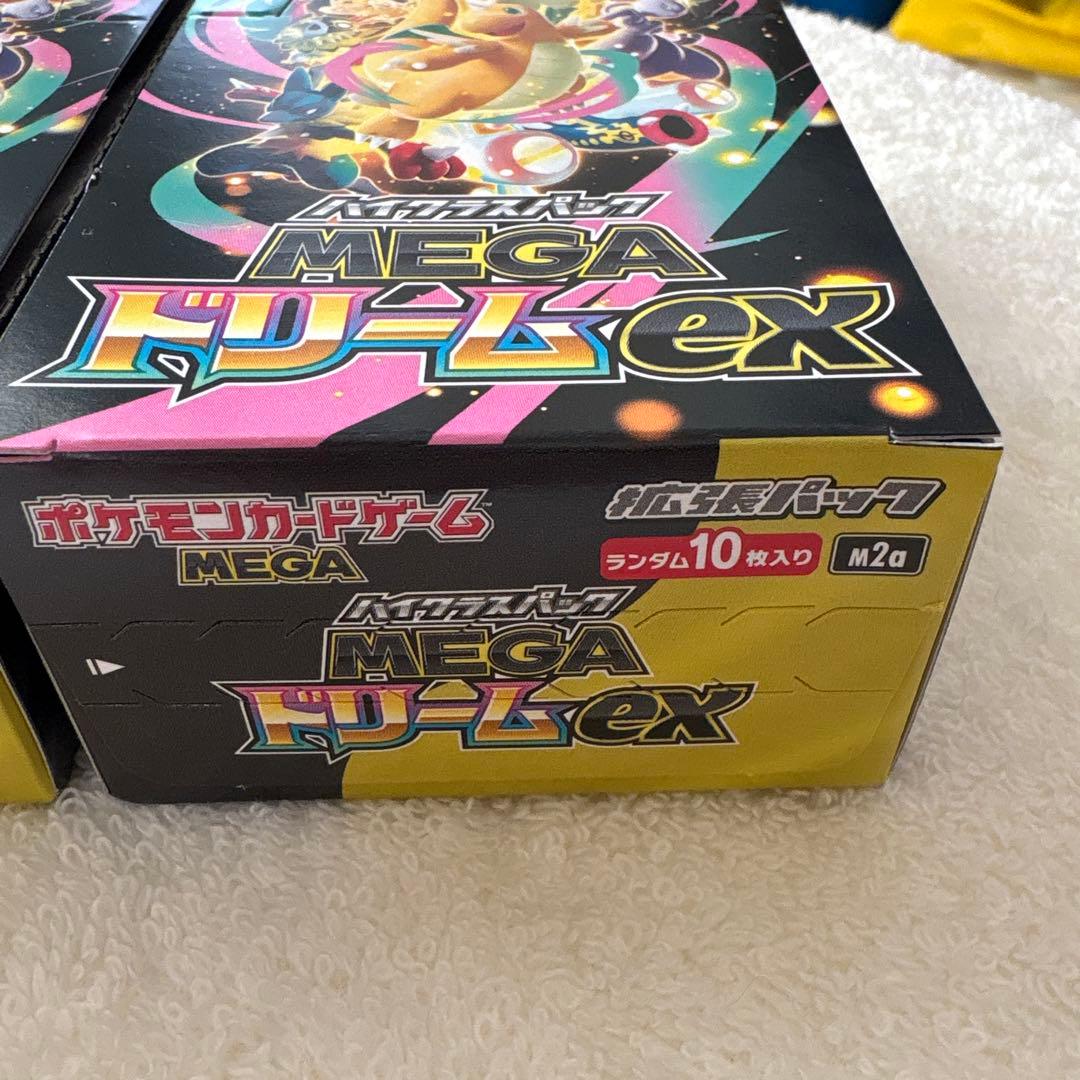 ハイクラスパック
MEGA
ドリームex
ポケモンカードゲーム™
MEGA
拡張パック
ランダム10枚入り
M2a
ハイクラスパック
MEGA
ドリームex